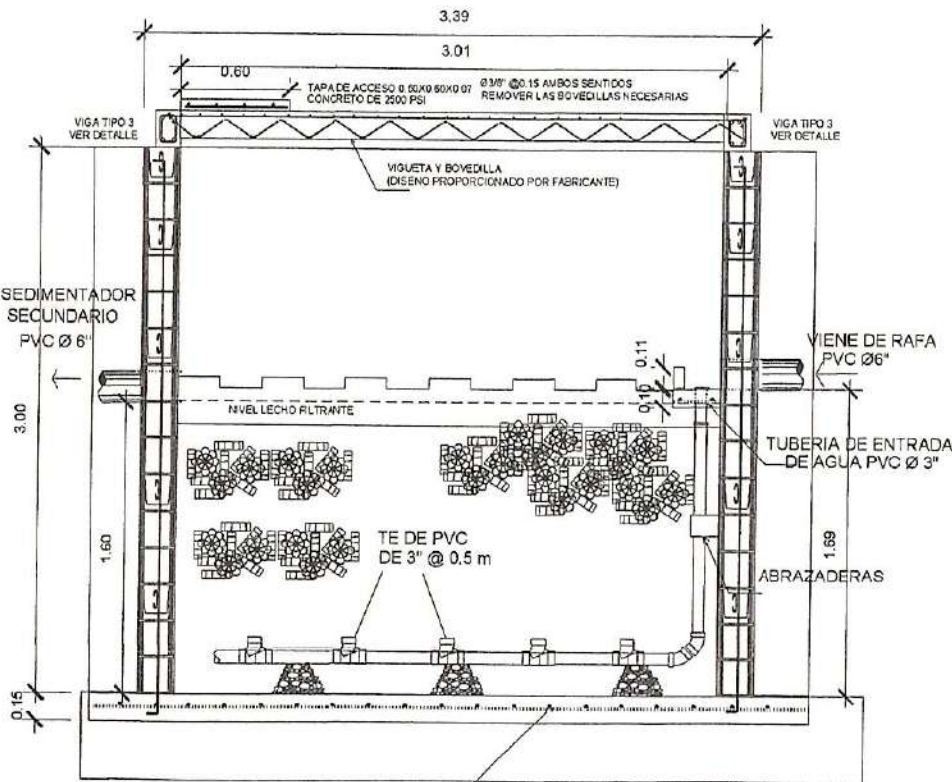 3,39
3.01
0.60
TAPA DE ACCESO 0.60X0.60X0.07
CONCRETO DE 2500 PSI
Ø3/8" @0.15 AMBOS SENTIDOS
REMOVER LAS BOVEDILLAS NECESARIAS
VIGA TIPO 3
VER DETALLE
VIGA TIPO 3
VER DETALLE
VIGUETA Y BOVEDILLA
(DISENO PROPORCIONADO POR FABRICANTE)
SEDIMENTADOR
SECUNDARIO
PVC Ø 6"
VIENE DE RAFA
PVC Ø6"
0.11
0.10
3.00
NIVEL LECHO FILTRANTE
TUBERIA DE ENTRADA
DE AGUA PVC Ø 3"
TE DE PVC
DE 3" @ 0.5 m
1.60
1.69
ABRAZADERAS
0.15